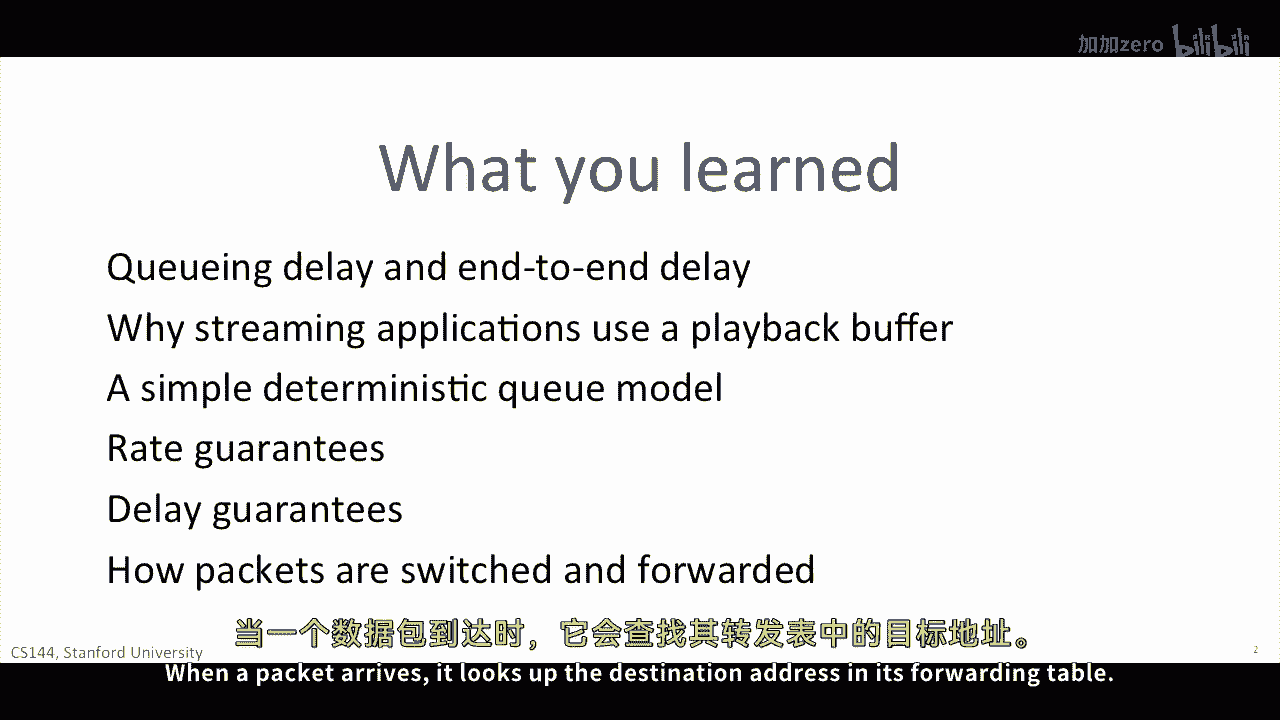 加加zero bilibili
What you learned
Queueing delay and end-to-end delay
Why streaming applications use a playback buffer
A simple deterministic queue model
Rate guarantees
Delay guarantees
How packets are switched and forwarded
当一个数据包到达时，它会查找其转发表中的目标地址。
CS144, Stanford University
2
When a packet arrives, it looks up the destination address in its forwarding table.